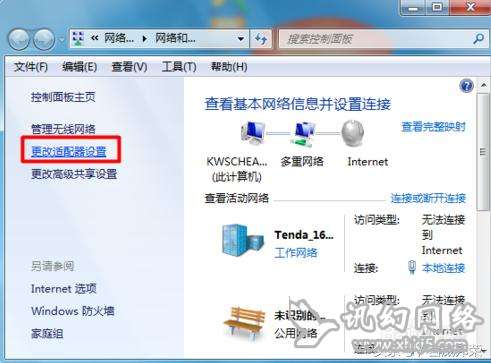 « 网络... ▸ 网络和... 搜索控制面板
文件(F) 编辑(E) 查看(V) 工具(T) 帮助(H)
控制面板主页
管理无线网络
更改适配器设置
更改高级共享设置
另请参阅
Internet 选项
Windows 防火墙
家庭组
查看基本网络信息并设置连接
查看完整映射
KWSCHEA... 多重网络 Internet
(此计算机)
查看活动网络 连接或断开连接
Tenda_16...
工作网络
访问类型: 无法连接
到
Internet
连接: 本地连接
未识别的...
公用网络
访问类型: 无法连接
到
讯幻网络